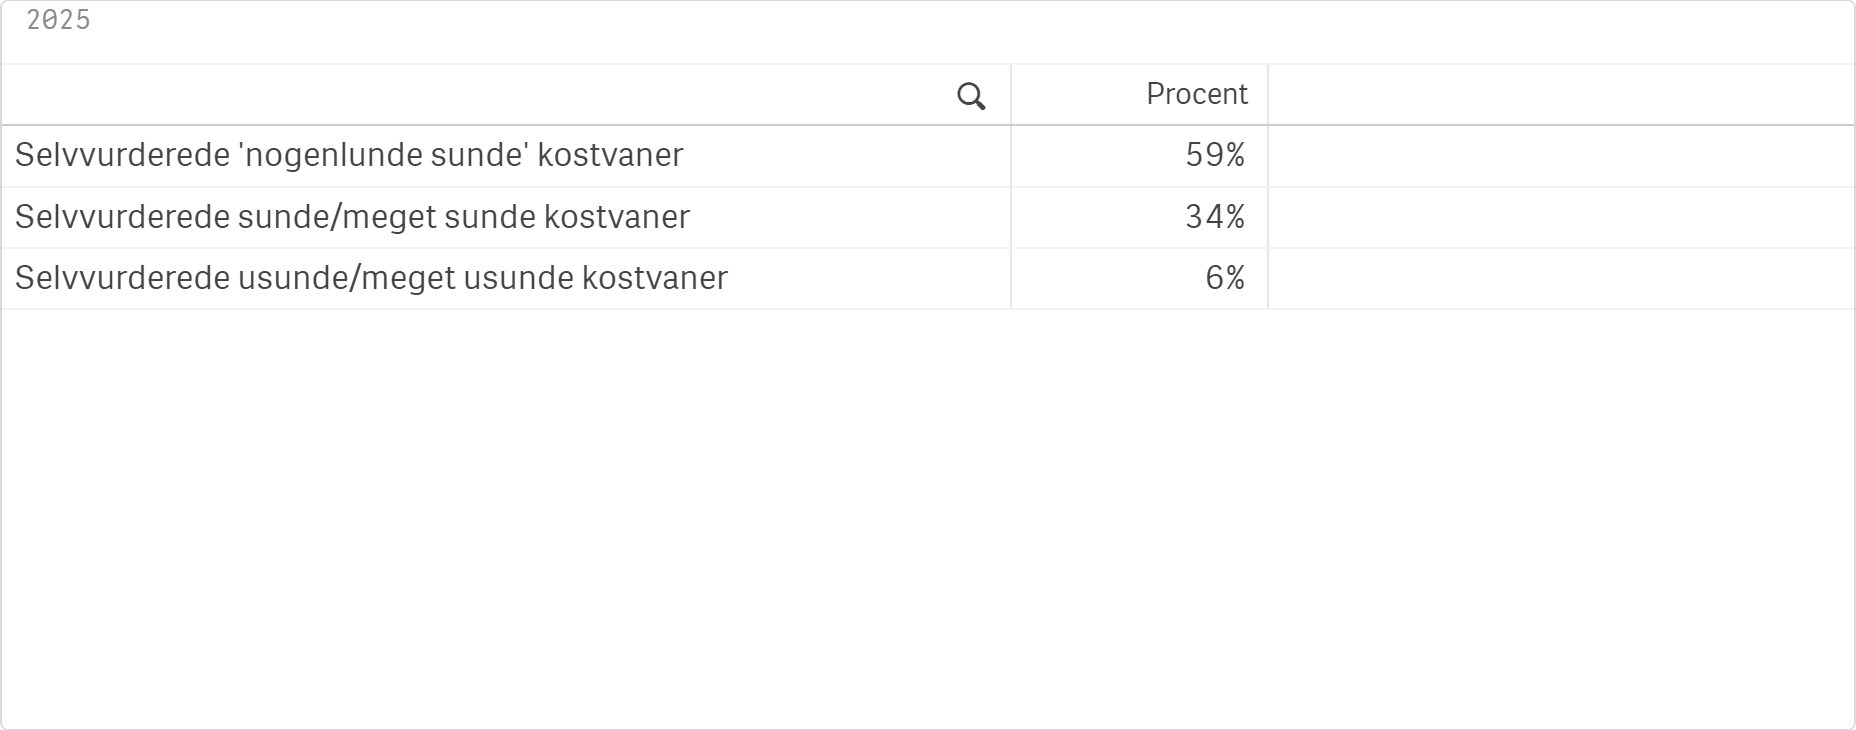 2025
Procent
Selvvurderede 'nogenlunde sunde' kostvaner 59%
Selvvurderede sunde/meget sunde kostvaner 34%
Selvvurderede usunde/meget usunde kostvaner 6%